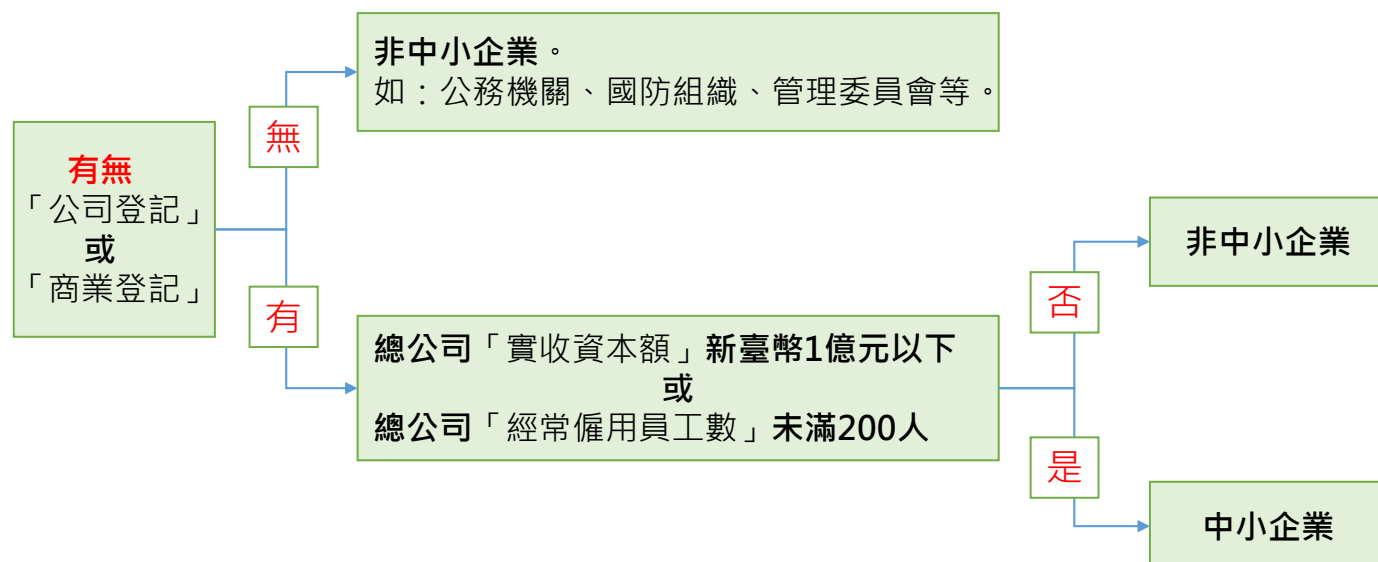 有無
「公司登記」
或
「商業登記」
無
有
非中小企業。
如：公務機關、國防組織、管理委員會等。
總公司「實收資本額」新臺幣1億元以下
或
總公司「經常僱用員工數」未滿200人
否
是
非中小企業
中小企業